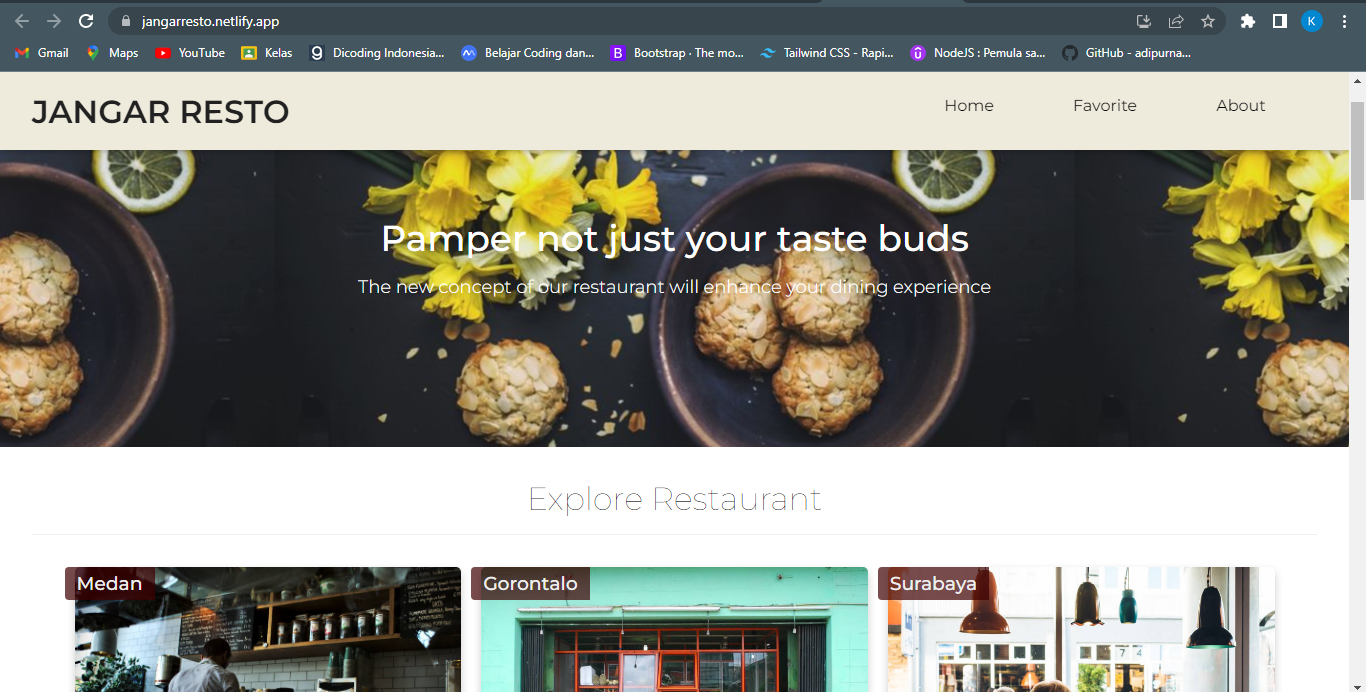 jangarresto.netlify.app
K
Gmail
Maps
YouTube
Kelas
Dicoding Indonesia...
Belajar Coding dan...
B
Bootstrap · The mo...
Tailwind CSS - Rapi...
NodeJS : Pemula sa...
GitHub - adipurna...
JANGAR RESTO
Home
Favorite
About
Pamper not just your taste buds
The new concept of our restaurant will enhance your dining experience
Explore Restaurant
Medan
Gorontalo
Surabaya